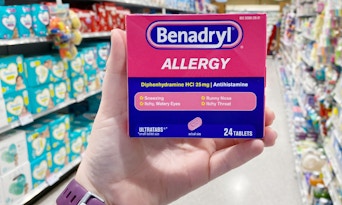 Benadryl
ALLERGY
Diphenhydramine HCl 25 mg | Antihistamine
Sneezing
Runny Nose
Itchy, Watery Eyes
Itchy Throat
ULTRATABS
24 TABLETS